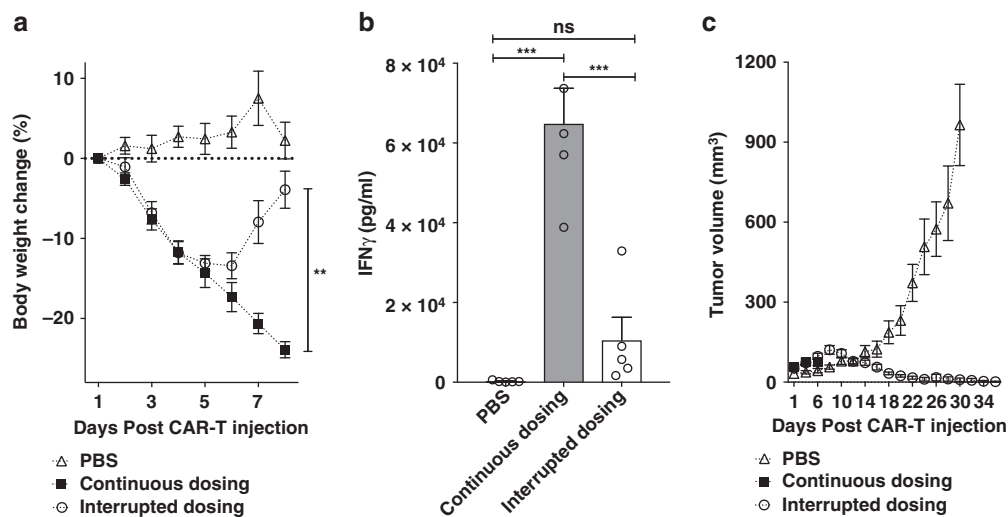 a
10
0
−10
−20
Body weight change (%)
1
3
5
7
Days Post CAR-T injection
PBS
Continuous dosing
Interrupted dosing
b
ns
***
***
8 × 10⁴
6 × 10⁴
4 × 10⁴
2 × 10⁴
0
IFNγ (pg/ml)
PBS
Continuous dosing
Interrupted dosing
**
c
1200
900
600
300
0
Tumor volume (mm³)
1 6 10 14 18 22 26 30 34
Days Post CAR-T injection
PBS
Continuous dosing
Interrupted dosing